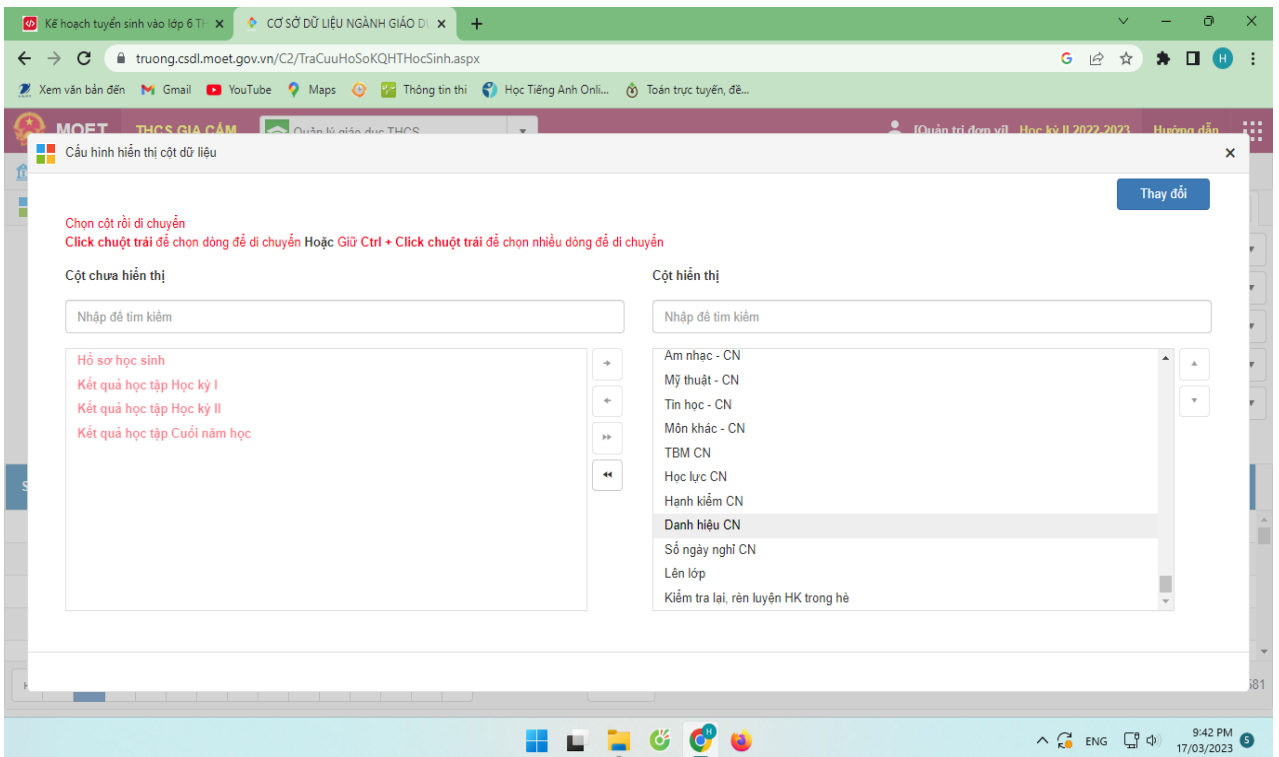 Kế hoạch tuyển sinh vào lớp 6 TH
CƠ SỞ DỮ LIỆU NGÀNH GIÁO DỤ
truong.csdl.moet.gov.vn/C2/TraCuuHoSoKQHTHocSinh.aspx
G
H
Xem văn bản đến
Gmail
YouTube
Maps
Thông tin thi
Học Tiếng Anh Onli...
Toán trực tuyến, đề...
MOET
THCS GIA CẨM
Quản lý giáo dục THCS
[Quản trị đơn vị]
Học kỳ II 2022-2023
Hướng dẫn
Cấu hình hiển thị cột dữ liệu
Thay đổi
Chọn cột rồi di chuyển
Click chuột trái để chọn dòng để di chuyển Hoặc Giữ Ctrl + Click chuột trái để chọn nhiều dòng để di chuyển
Cột chưa hiển thị
Cột hiển thị
Nhập để tìm kiếm
Nhập để tìm kiếm
Hồ sơ học sinh
Kết quả học tập Học kỳ I
Kết quả học tập Học kỳ II
Kết quả học tập Cuối năm học
Âm nhạc - CN
Mỹ thuật - CN
Tin học - CN
Môn khác - CN
TBM CN
Học lực CN
Hạnh kiểm CN
Danh hiệu CN
Số ngày nghỉ CN
Lên lớp
Kiểm tra lại, rèn luyện HK trong hè
581
ENG
9:42 PM
17/03/2023
5